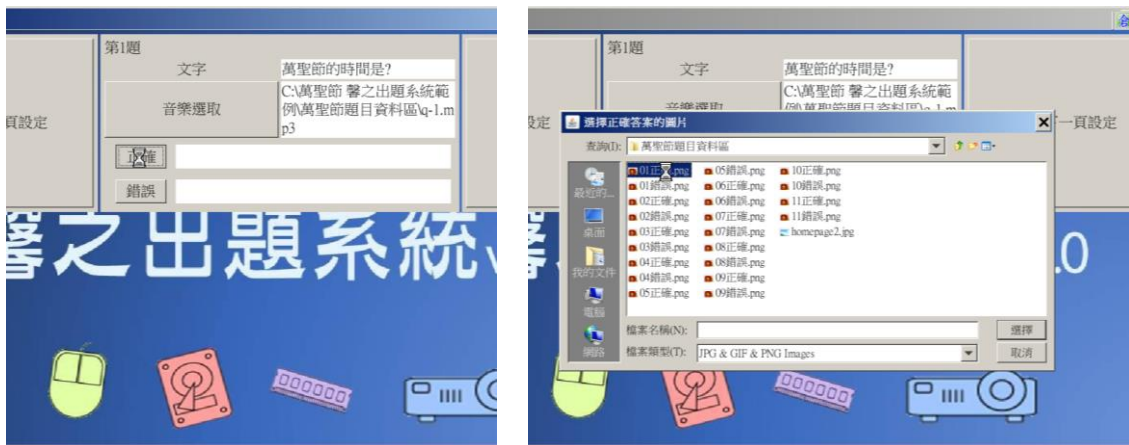 第1題
文字
萬聖節的時間是?
音樂選取
C:\萬聖節 馨之出題系統範
例\萬聖節題目資料區\q-1.m
p3
頁設定
錯誤
馨之出題系統v
第1題
文字
萬聖節的時間是?
音樂選取
C:\萬聖節 馨之出題系統範
例\萬聖節題目資料區\q-1.m
設定
一頁設定
選擇正確答案的圖片
查詢(I):
萬聖節題目資料區
最近的...
桌面
我的文件
電腦
網路
01錯誤.png
02正確.png
02錯誤.png
03正確.png
03錯誤.png
04正確.png
04錯誤.png
05正確.png
05錯誤.png
06正確.png
06錯誤.png
07正確.png
07錯誤.png
08正確.png
08錯誤.png
09正確.png
09錯誤.png
10正確.png
10錯誤.png
11正確.png
11錯誤.png
homepage2.jpg
檔案名稱(N):
選擇
檔案類型(T):
JPG & GIF & PNG Images
取消
.0